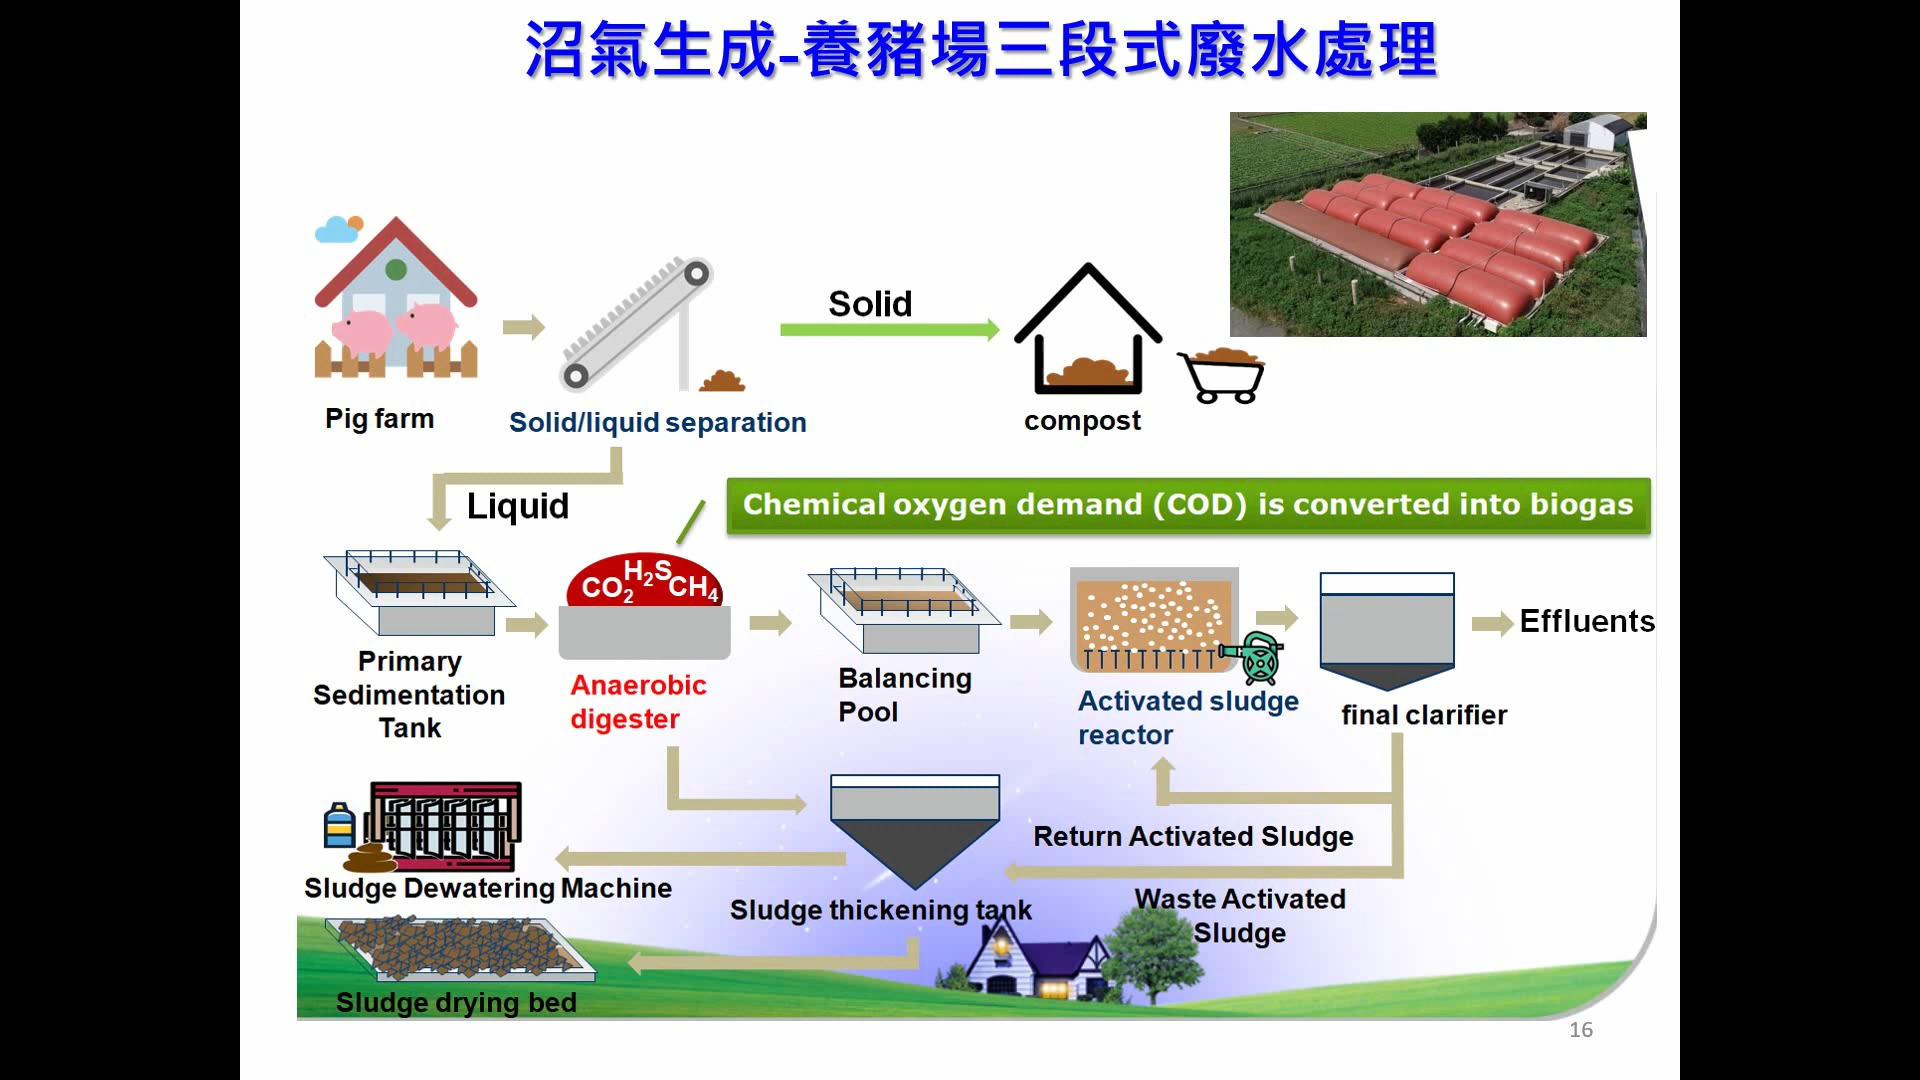 沼氣生成-養豬場三段式廢水處理
Solid
Pig farm
Solid/liquid separation
compost
Liquid
Chemical oxygen demand (COD) is converted into biogas
CO2 H2S CH4
Effluents
Primary
Sedimentation
Tank
Anaerobic
digester
Balancing
Pool
Activated sludge
reactor
final clarifier
Return Activated Sludge
Sludge Dewatering Machine
Sludge thickening tank
Waste Activated
Sludge
Sludge drying bed
16